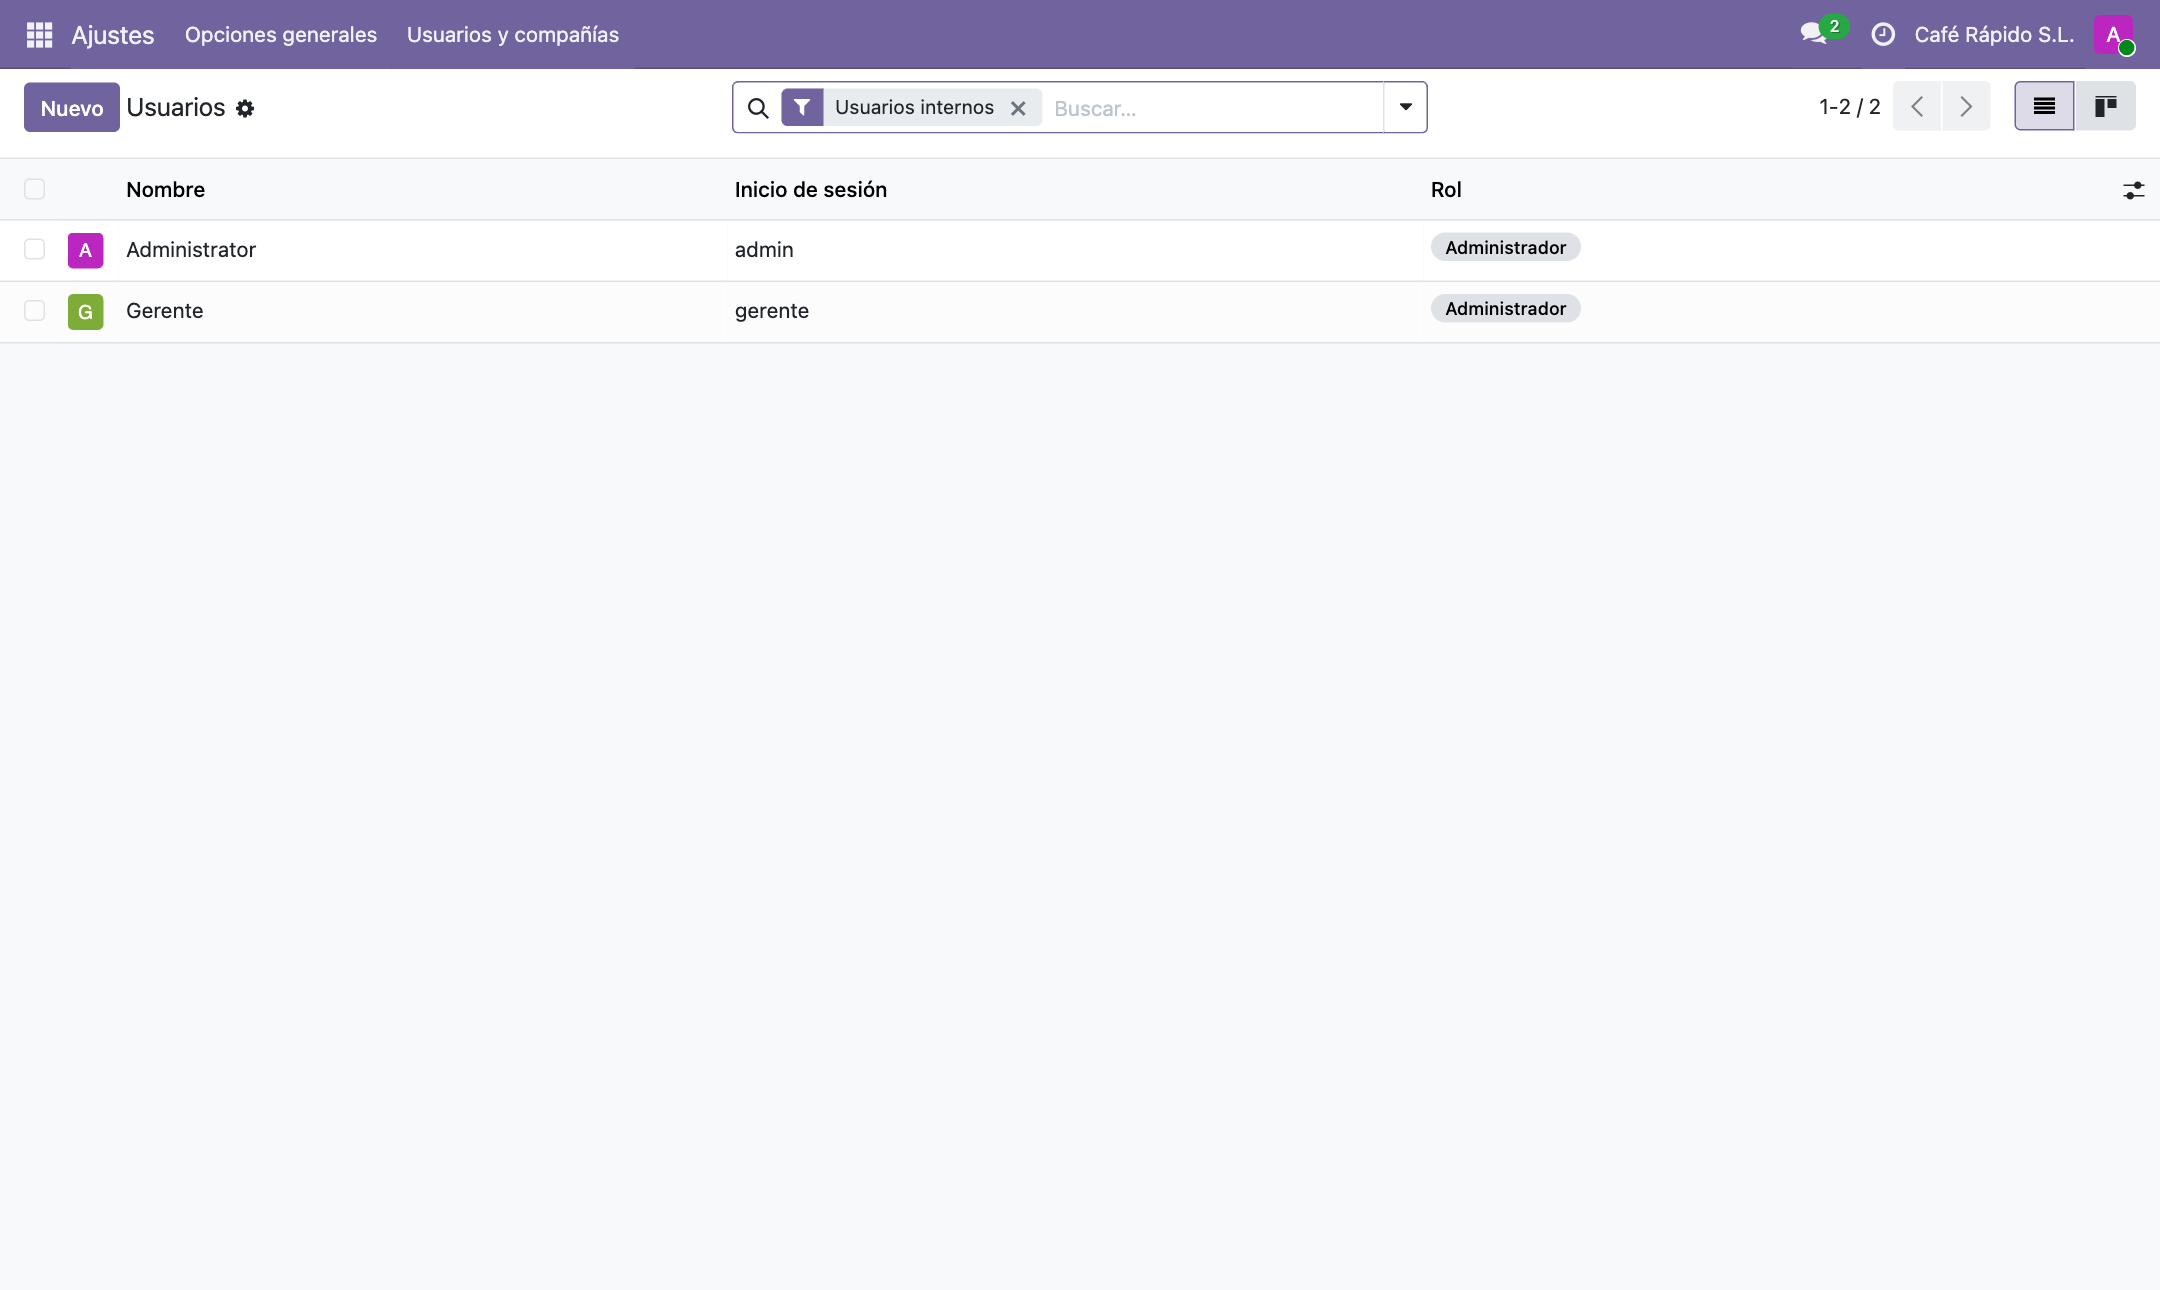 Ajustes Opciones generales Usuarios y compañías 2 Café Rápido S.L. A
Nuevo Usuarios Usuarios internos Buscar... 1-2 / 2
Nombre Inicio de sesión Rol
A Administrator admin Administrador
G Gerente gerente Administrador